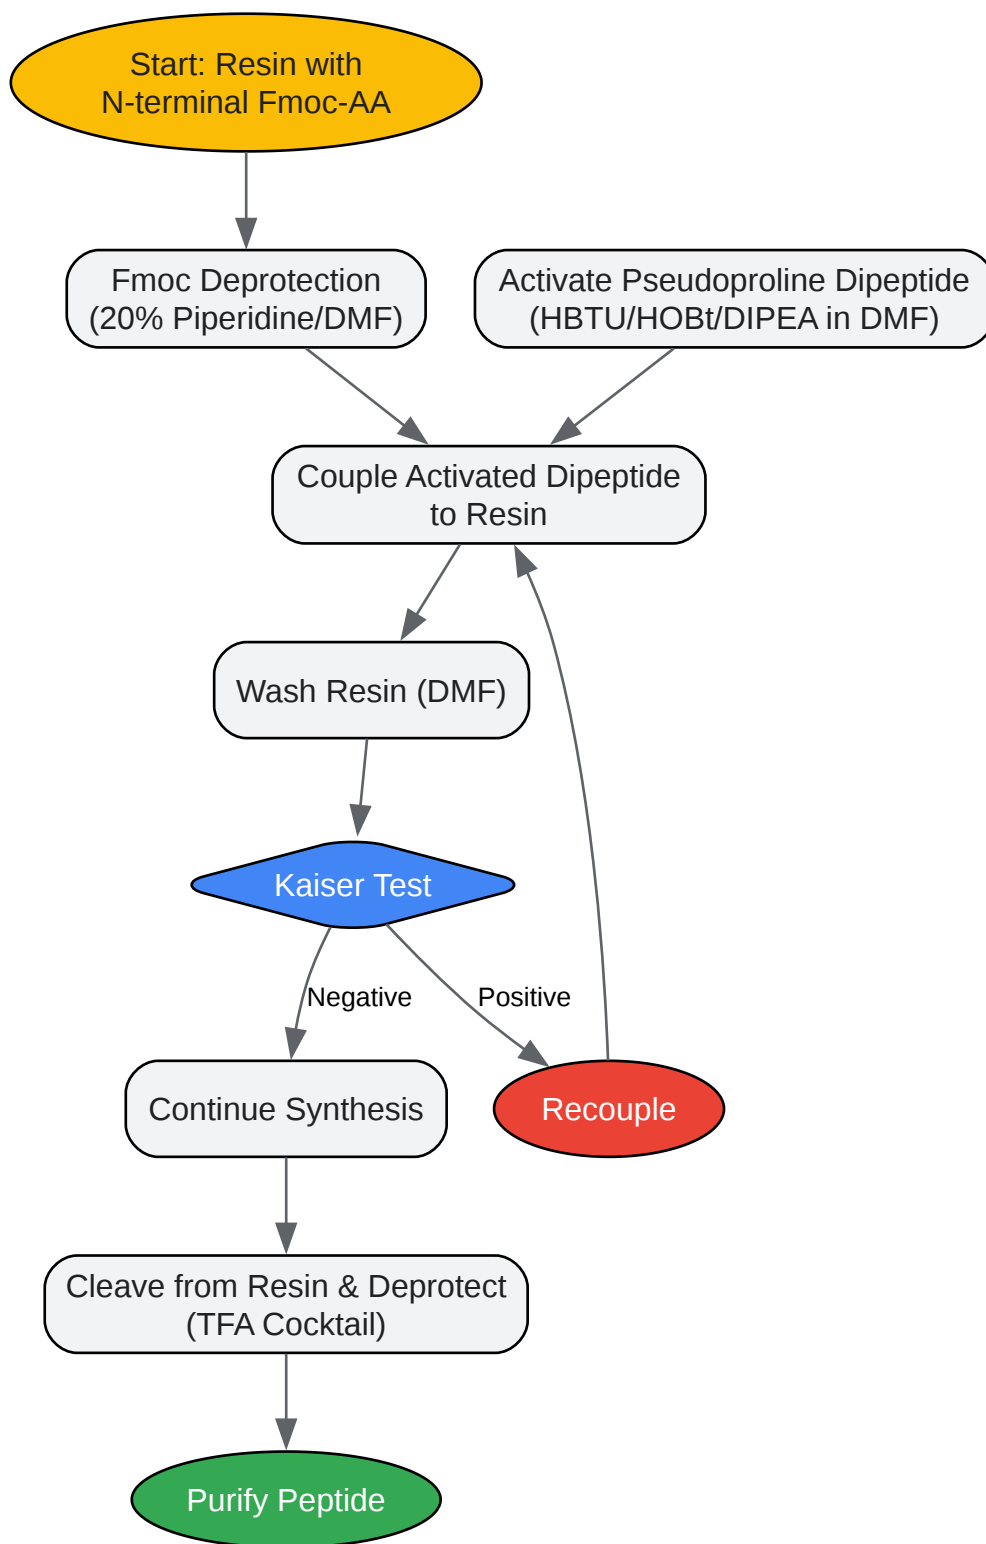 Start: Resin with
N-terminal Fmoc-AA
Fmoc Deprotection
(20% Piperidine/DMF)
Activate Pseudoproline Dipeptide
(HBTU/HOBt/DIPEA in DMF)
Couple Activated Dipeptide
to Resin
Wash Resin (DMF)
Kaiser Test
Negative
Positive
Continue Synthesis
Recouple
Cleave from Resin & Deprotect
(TFA Cocktail)
Purify Peptide